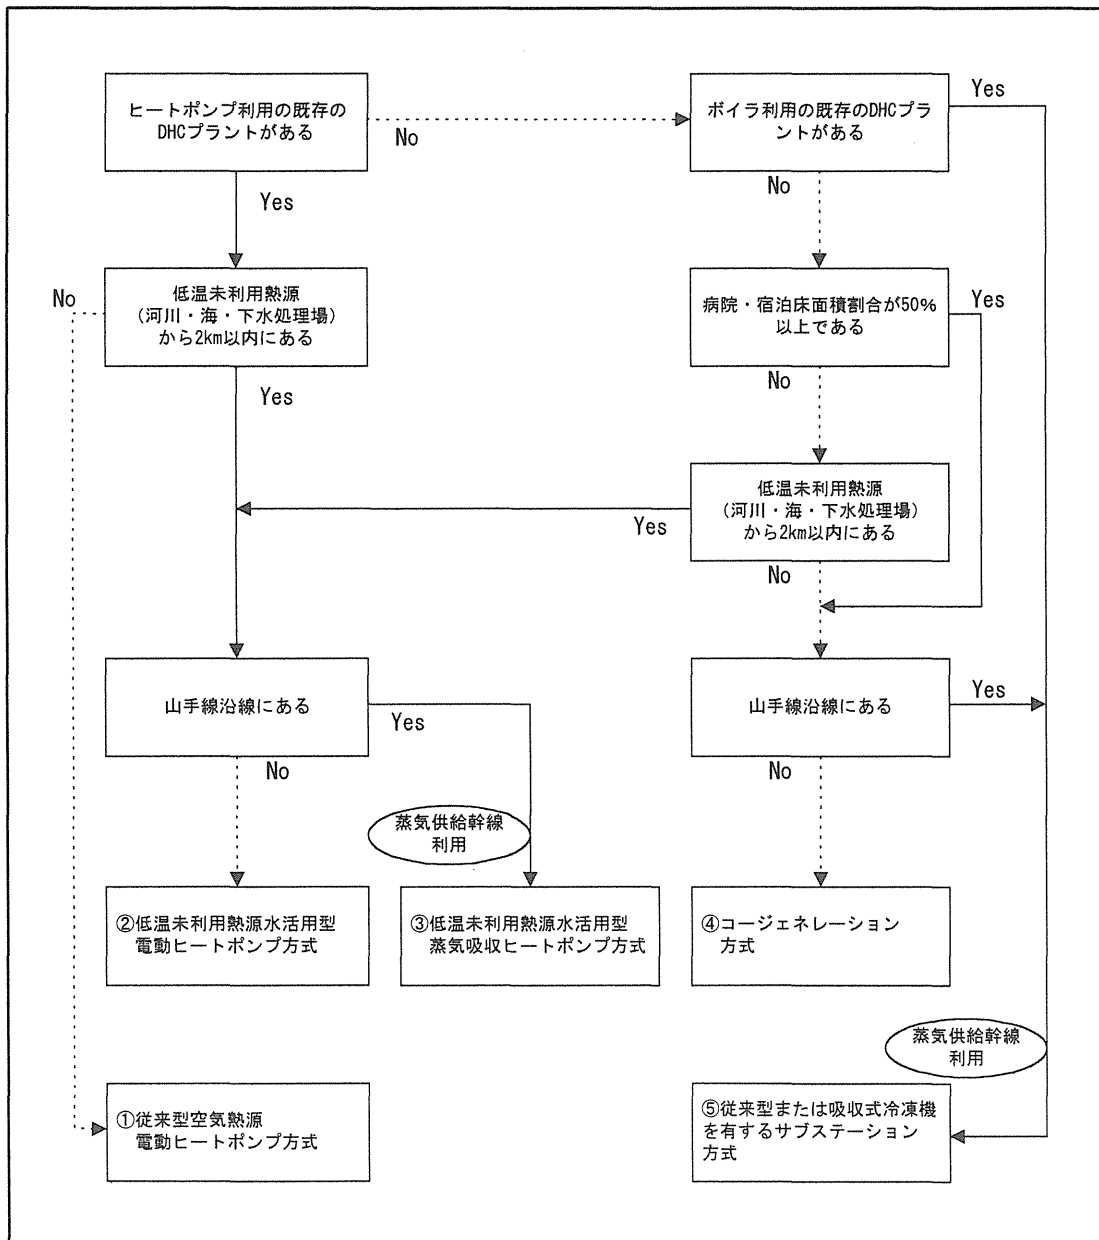 ヒートポンプ利用の既存の
DHCプラントがある
No
Yes
ボイラ利用の既存のDHCプラ
ントがある
Yes
No
低温未利用熱源
（河川・海・下水処理場）
から2km以内にある
No
Yes
病院・宿泊床面積割合が50%
以上である
Yes
No
低温未利用熱源
（河川・海・下水処理場）
から2km以内にある
Yes
No
山手線沿線にある
Yes
No
山手線沿線にある
Yes
No
蒸気供給幹線
利用
②低温未利用熱源水活用型
電動ヒートポンプ方式
③低温未利用熱源水活用型
蒸気吸収ヒートポンプ方式
④コージェネレーション
方式
蒸気供給幹線
利用
①従来型空気熱源
電動ヒートポンプ方式
⑤従来型または吸収式冷凍機
を有するサブステーション
方式